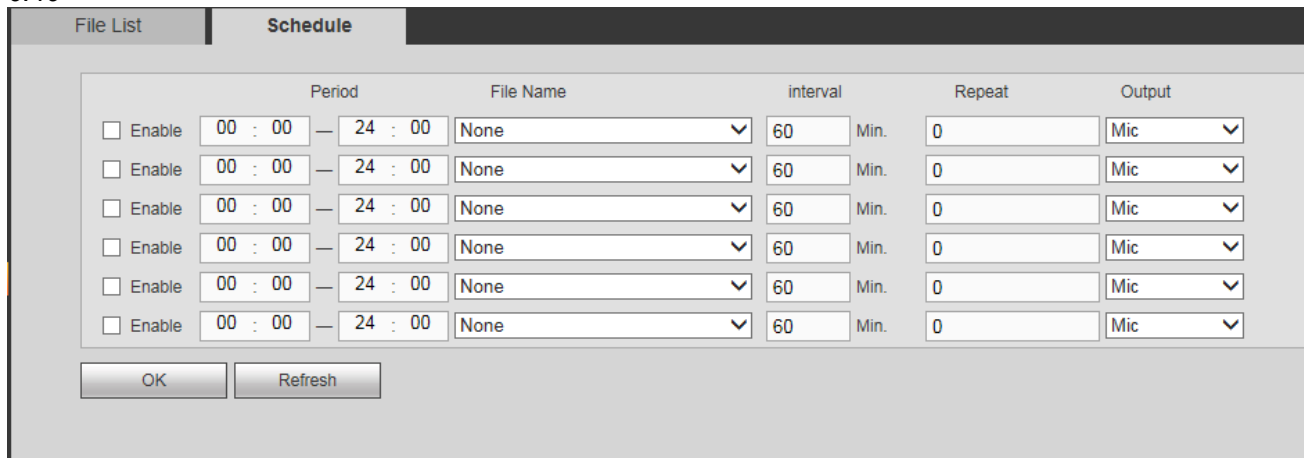 File List Schedule
Period File Name interval Repeat Output
Enable 00 : 00 — 24 : 00 None 60 Min. 0 Mic
Enable 00 : 00 — 24 : 00 None 60 Min. 0 Mic
Enable 00 : 00 — 24 : 00 None 60 Min. 0 Mic
Enable 00 : 00 — 24 : 00 None 60 Min. 0 Mic
Enable 00 : 00 — 24 : 00 None 60 Min. 0 Mic
Enable 00 : 00 — 24 : 00 None 60 Min. 0 Mic
OK Refresh